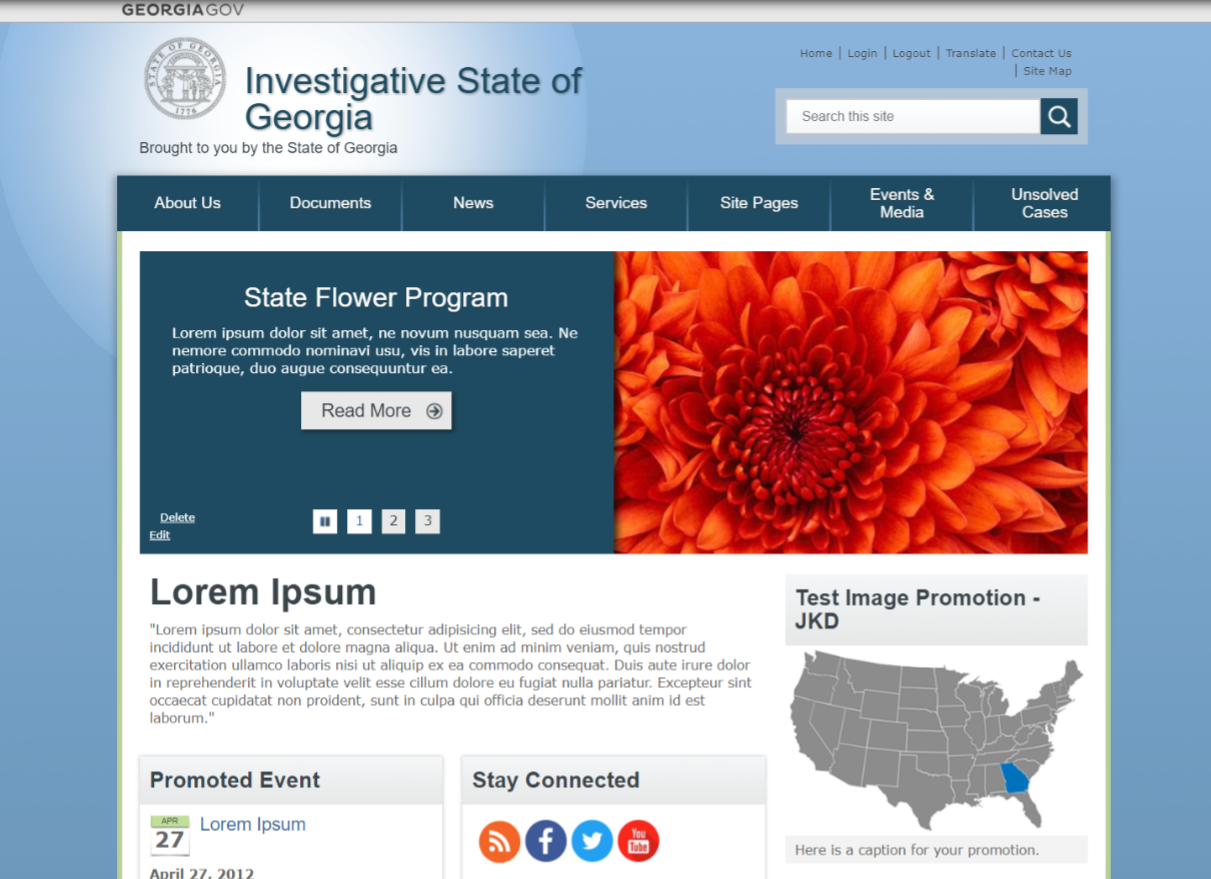 GEORGIAGOV
STATE OF GEORGIA
1776
Investigative State of
Georgia
Brought to you by the State of Georgia
Home | Login | Logout | Translate | Contact Us
| Site Map
Search this site
About Us
Documents
News
Services
Site Pages
Events &
Media
Unsolved
Cases
State Flower Program
Lorem ipsum dolor sit amet, ne novum nusquam sea. Ne
nemore commodo nominavi usu, vis in labore saperet
patrioque, duo augue consequuntur ea.
Read More
Delete
Edit
1 2 3
Lorem Ipsum
"Lorem ipsum dolor sit amet, consectetur adipisicing elit, sed do eiusmod tempor
incididunt ut labore et dolore magna aliqua. Ut enim ad minim veniam, quis nostrud
exercitation ullamco laboris nisi ut aliquip ex ea commodo consequat. Duis aute irure dolor
in reprehenderit in voluptate velit esse cillum dolore eu fugiat nulla pariatur. Excepteur sint
occaecat cupidatat non proident, sunt in culpa qui officia deserunt mollit anim id est
laborum."
Test Image Promotion -
JKD
Here is a caption for your promotion.
Promoted Event
APR
27
Lorem Ipsum
April 27, 2012
Stay Connected
You
Tube